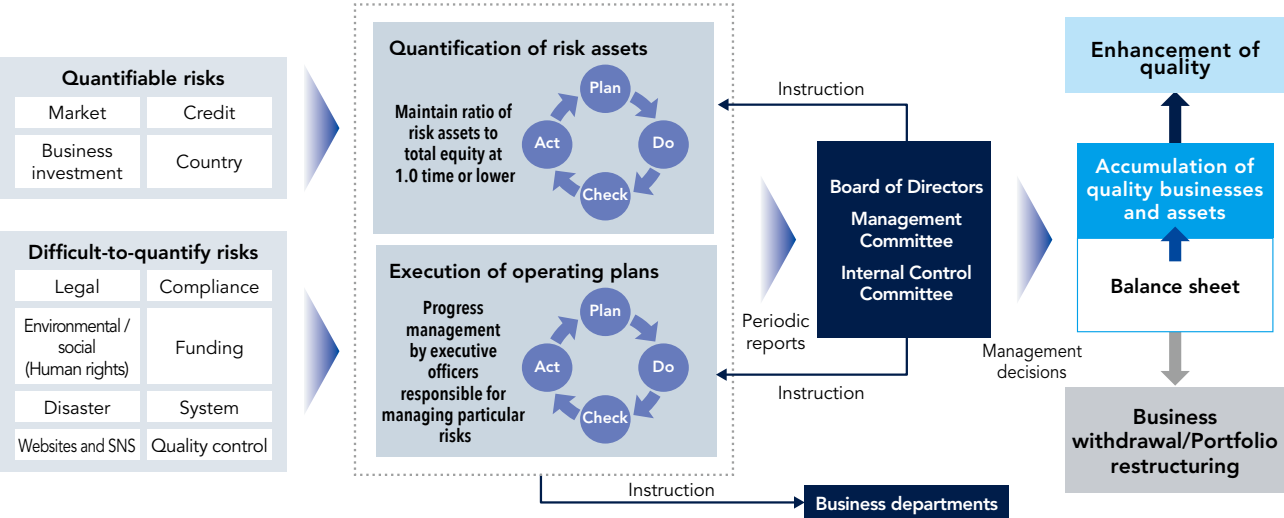 Quantifiable risks
Market
Credit
Business
investment
Country
Difficult-to-quantify risks
Legal
Compliance
Environmental /
social
(Human rights)
Funding
Disaster
System
Websites and SNS
Quality control
Quantification of risk assets
Maintain ratio of
risk assets to
total equity at
1.0 time or lower
Plan
Do
Check
Act
Execution of operating plans
Progress
management
by executive
officers
responsible for
managing particular
risks
Plan
Do
Check
Act
Instruction
Periodic
reports
Instruction
Board of Directors
Management
Committee
Internal Control
Committee
Management
decisions
Instruction
Business departments
Enhancement of
quality
Accumulation of
quality businesses
and assets
Balance sheet
Business
withdrawal/Portfolio
restructuring